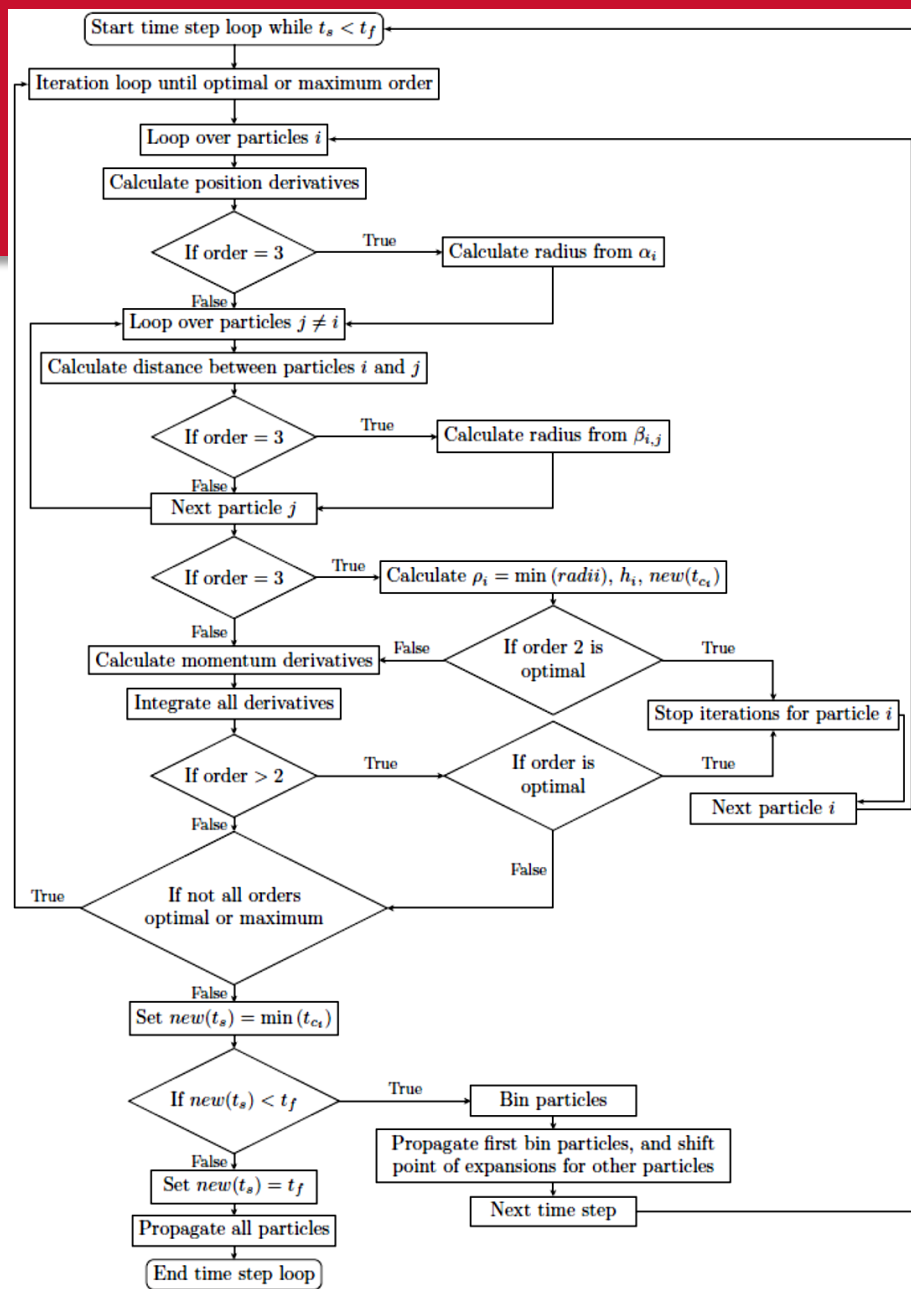 Start time step loop while t_s < t_f
Iteration loop until optimal or maximum order
Loop over particles i
Calculate position derivatives
If order = 3
True
Calculate radius from α_i
False
Loop over particles j ≠ i
Calculate distance between particles i and j
If order = 3
True
Calculate radius from β_{i,j}
False
Next particle j
If order = 3
True
Calculate ρ_i = min (radii), h_i, new(t_{c_i})
False
If order 2 is
optimal
False
True
Calculate momentum derivatives
Integrate all derivatives
Stop iterations for particle i
If order > 2
True
If order is
optimal
True
Next particle i
False
False
If not all orders
optimal or maximum
True
False
Set new(t_s) = min (t_{c_i})
If new(t_s) < t_f
True
Bin particles
Propagate first bin particles, and shift
point of expansions for other particles
Next time step
False
Set new(t_s) = t_f
Propagate all particles
End time step loop